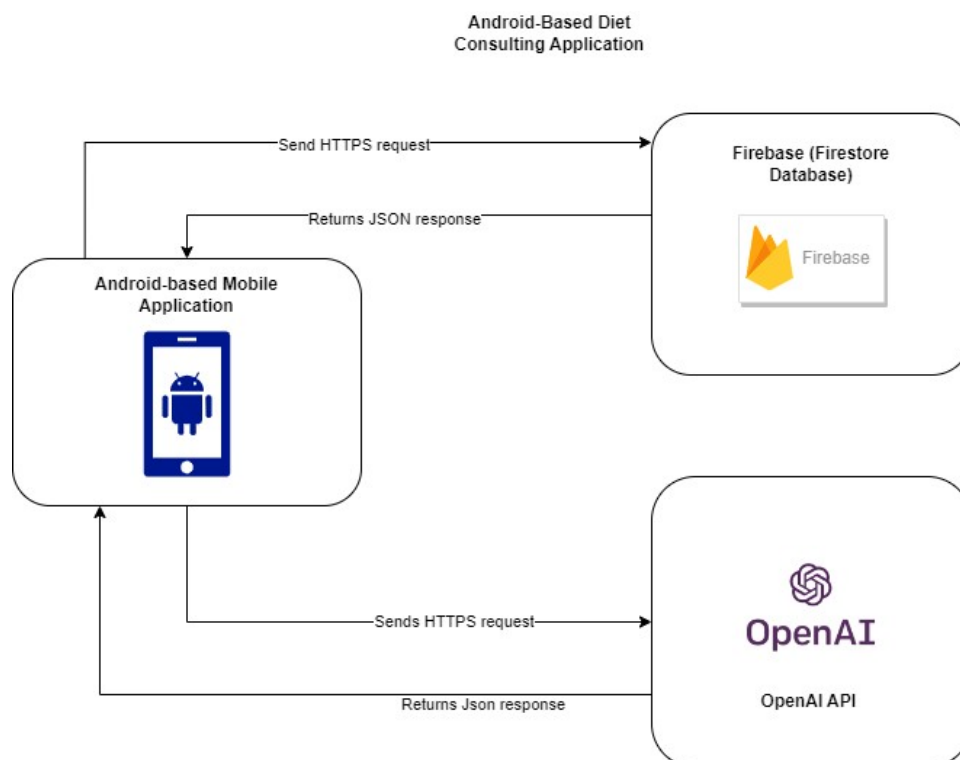 Android-Based Diet
Consulting Application
Send HTTPS request
Firebase (Firestore
Database)
Returns JSON response
Firebase
Android-based Mobile
Application
Sends HTTPS request
OpenAI
OpenAI API
Returns Json response